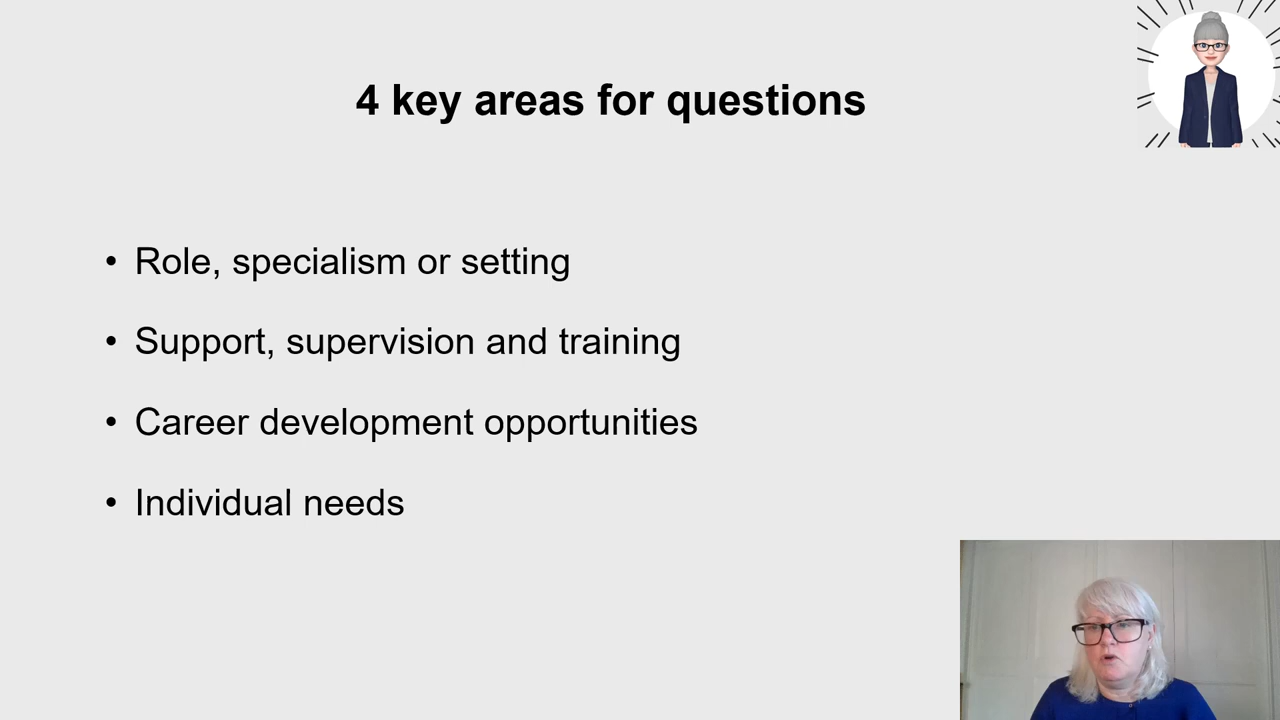 4 key areas for questions
• Role, specialism or setting
• Support, supervision and training
• Career development opportunities
• Individual needs